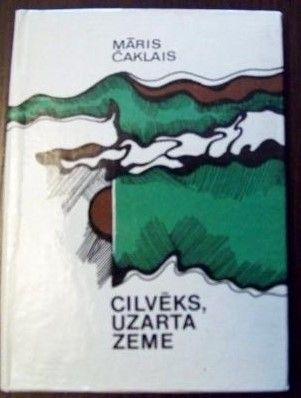 MĀRIS
ČAKLAIS
CILVĒKS,
UZARTA
ZEME